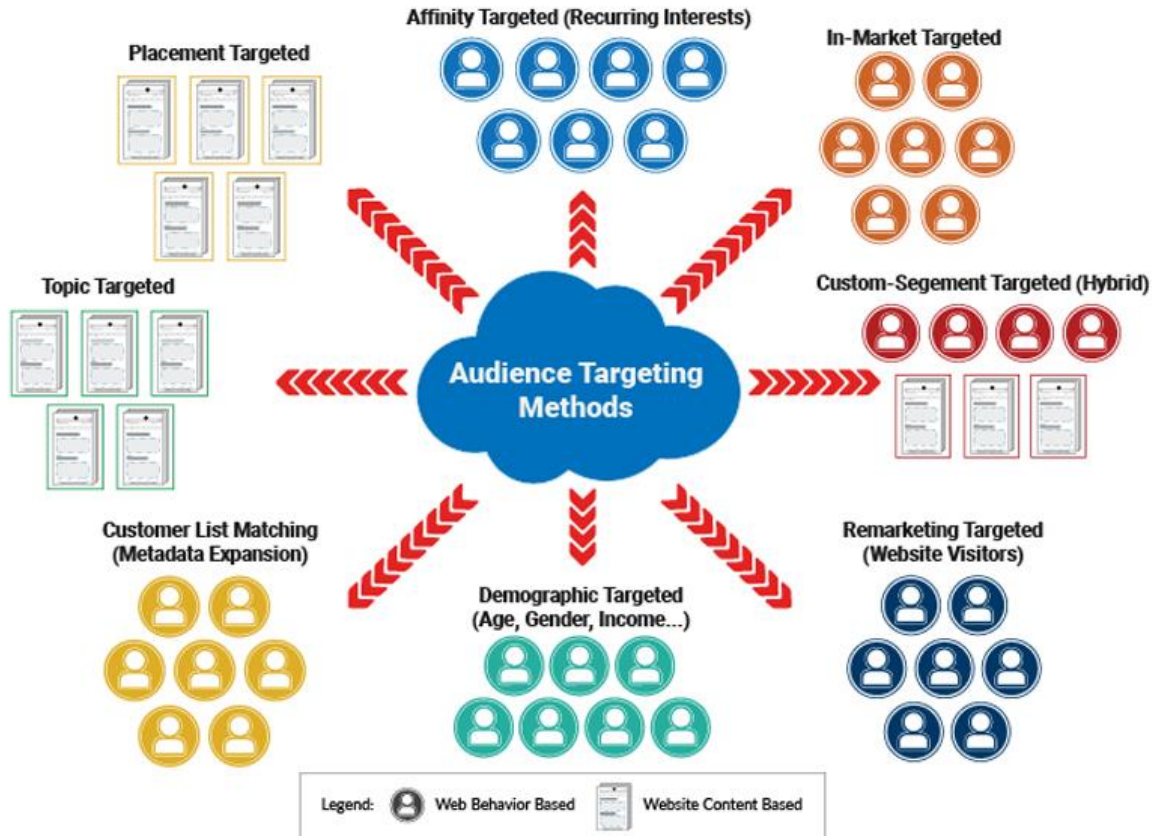 Affinity Targeted (Recurring Interests)
Placement Targeted
In-Market Targeted
Topic Targeted
Custom-Segement Targeted (Hybrid)
Audience Targeting
Methods
Customer List Matching
(Metadata Expansion)
Remarketing Targeted
(Website Visitors)
Demographic Targeted
(Age, Gender, Income...)
Legend: Web Behavior Based Website Content Based